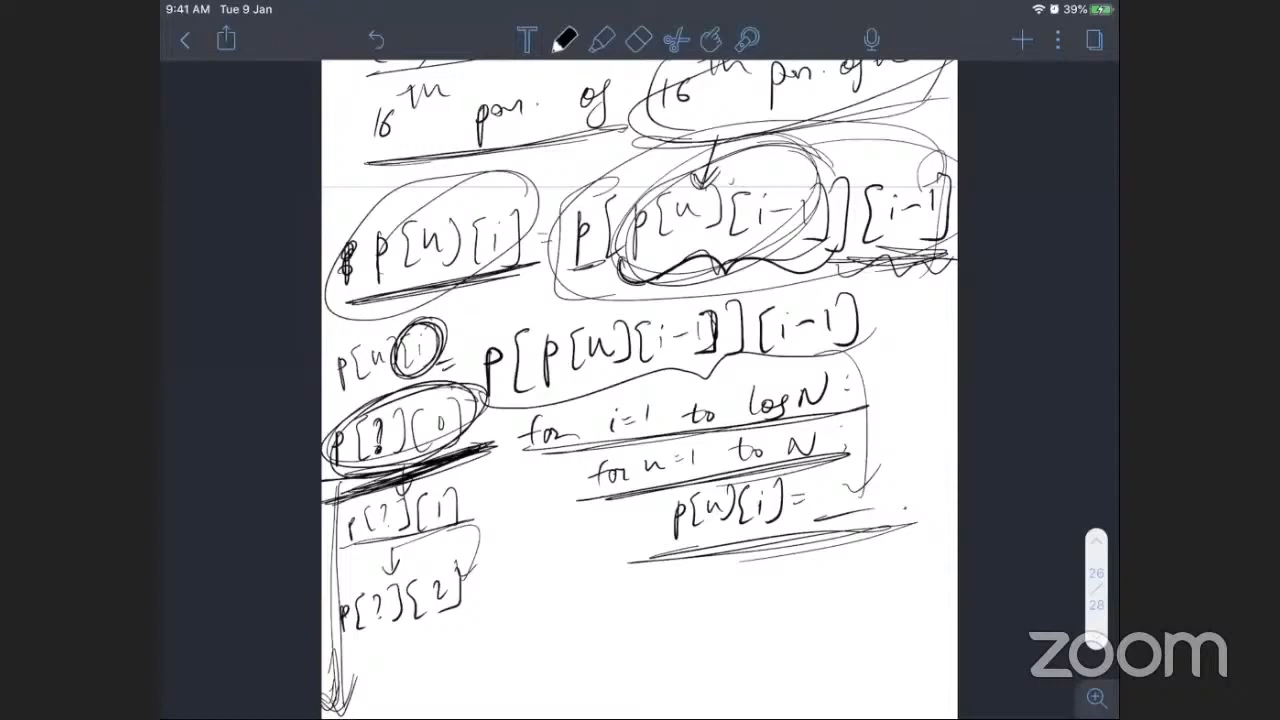 9:41 AM Tue 9 Jan
39%
T
16th par. of 16th par. of u
p[u][i] = p[p[u][i-1]][i-1]
p[u][i] = p[p[u][i-1]][i-1]
p[?][0]
for i=1 to log N:
for u=1 to N:
p[u][i]=
p[?][1]
p[?][2]
26
28
zoom